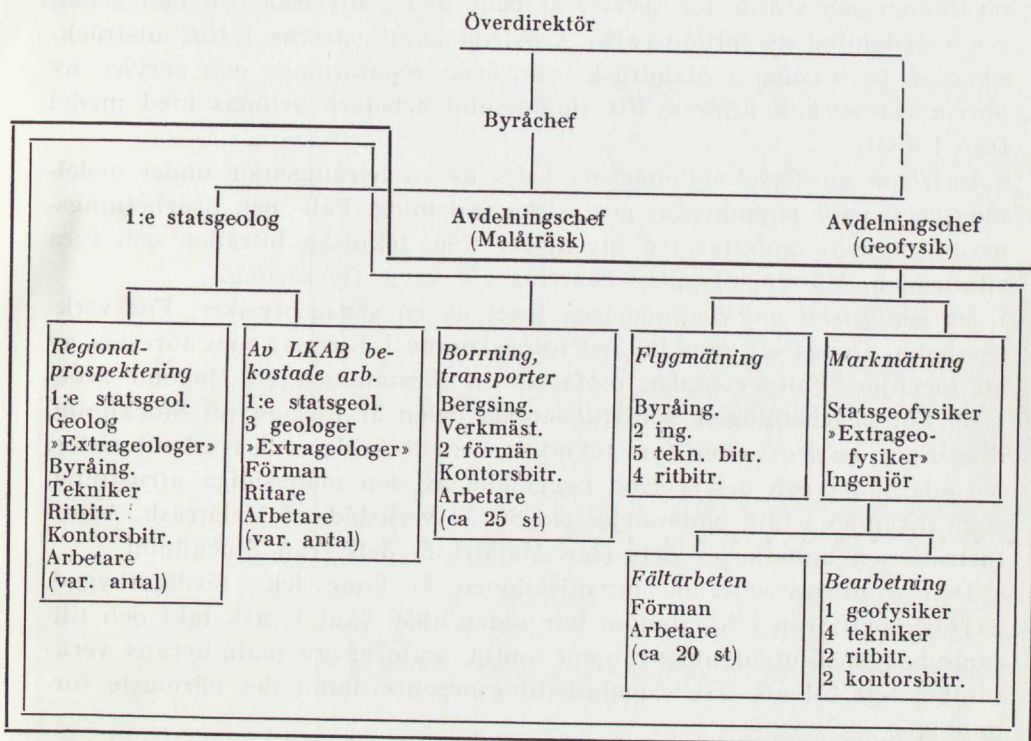 Överdirektör
Byråchef
1:e statsgeolog
Avdelningschef
(Malåträsk)
Avdelningschef
(Geofysik)
Regional-
prospektering
1:e statsgeol.
Geolog
»Extrageologer»
Byråing.
Tekniker
Ritbitr.
Kontorsbitr.
Arbetare
(var. antal)
Av LKAB be-
kostade arb.
1:e statsgeol.
3 geologer
»Extrageologer»
Förman
Ritare
Arbetare
(var. antal)
Borrning,
transporter
Bergsing.
Verkmäst.
2 förmän
Kontorsbitr.
Arbetare
(ca 25 st)
Flygmätning
Byråing.
2 ing.
5 tekn. bitr.
4 ritbitr.
Markmätning
Statsgeofysiker
»Extrageo-
fysiker»
Ingenjör
Fältarbeten
Förman
Arbetare
(ca 20 st)
Bearbetning
1 geofysiker
4 tekniker
2 ritbitr.
2 kontorsbitr.